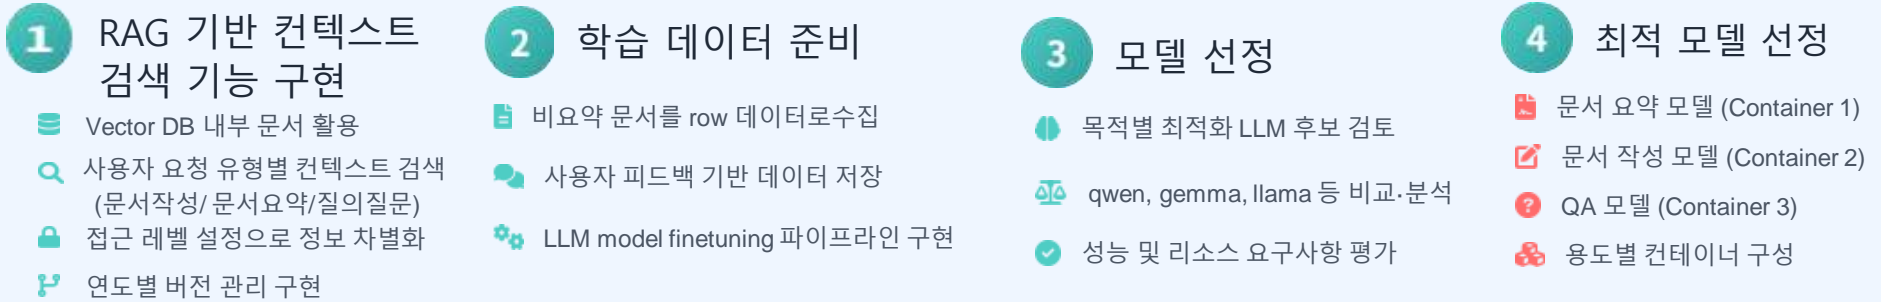 1
RAG 기반 컨텍스트
검색 기능 구현
Vector DB 내부 문서 활용
사용자 요청 유형별 컨텍스트 검색
(문서작성/ 문서요약/질의질문)
접근 레벨 설정으로 정보 차별화
연도별 버전 관리 구현
2
학습 데이터 준비
비요약 문서를 row 데이터로수집
사용자 피드백 기반 데이터 저장
LLM model finetuning 파이프라인 구현
3
모델 선정
목적별 최적화 LLM 후보 검토
qwen, gemma, llama 등 비교·분석
성능 및 리소스 요구사항 평가
4
최적 모델 선정
문서 요약 모델 (Container 1)
문서 작성 모델 (Container 2)
QA 모델 (Container 3)
용도별 컨테이너 구성